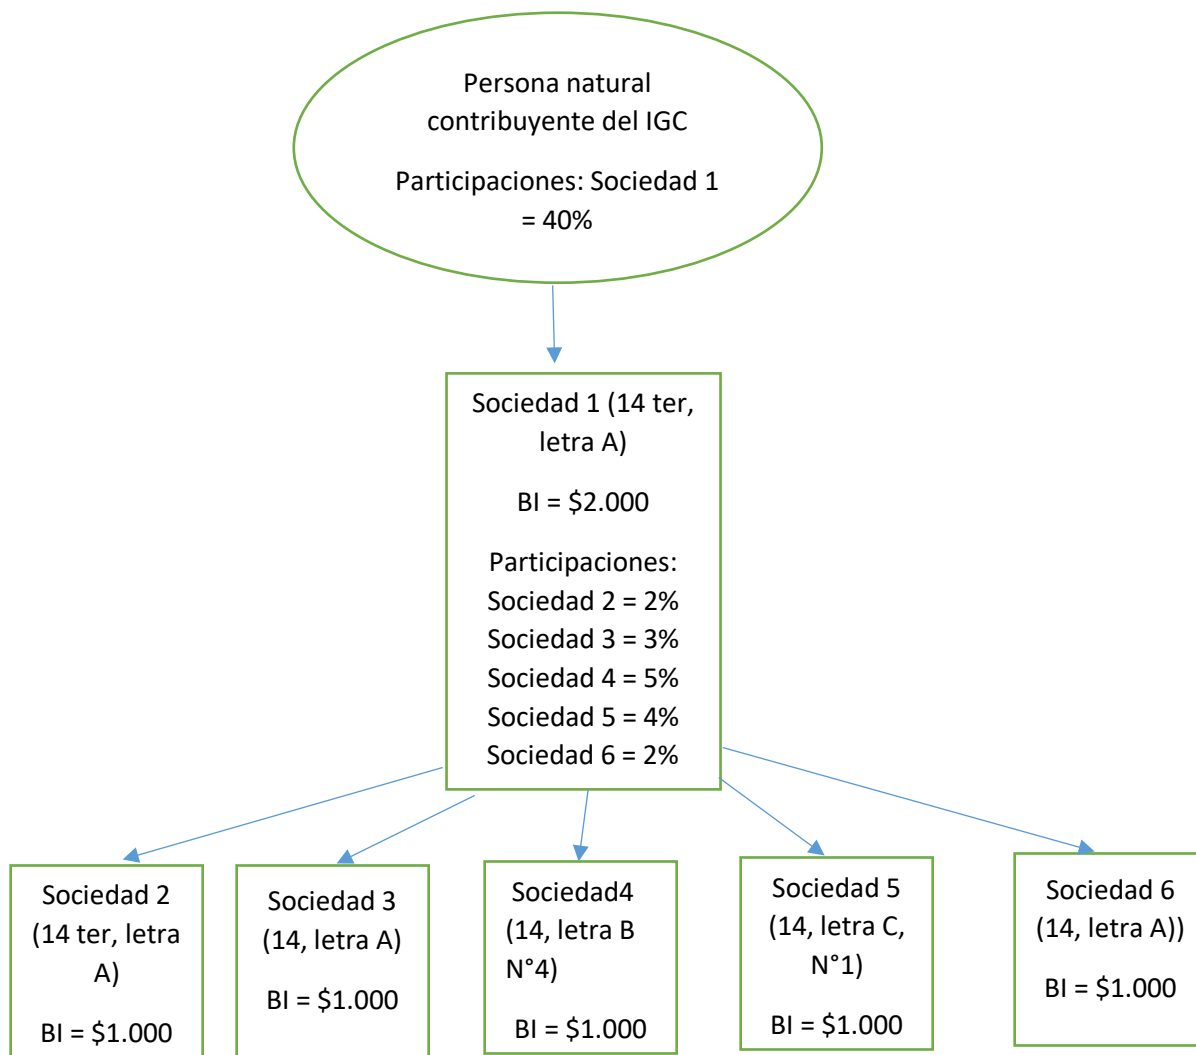 Persona natural
contribuyente del IGC
Participaciones: Sociedad 1
= 40%
Sociedad 1 (14 ter,
letra A)
BI = $2.000
Participaciones:
Sociedad 2 = 2%
Sociedad 3 = 3%
Sociedad 4 = 5%
Sociedad 5 = 4%
Sociedad 6 = 2%
Sociedad 2
(14 ter, letra
A)
BI = $1.000
Sociedad 3
(14, letra A)
BI = $1.000
Sociedad4
(14, letra B
N°4)
BI = $1.000
Sociedad 5
(14, letra C,
N°1)
BI = $1.000
Sociedad 6
(14, letra A))
BI = $1.000